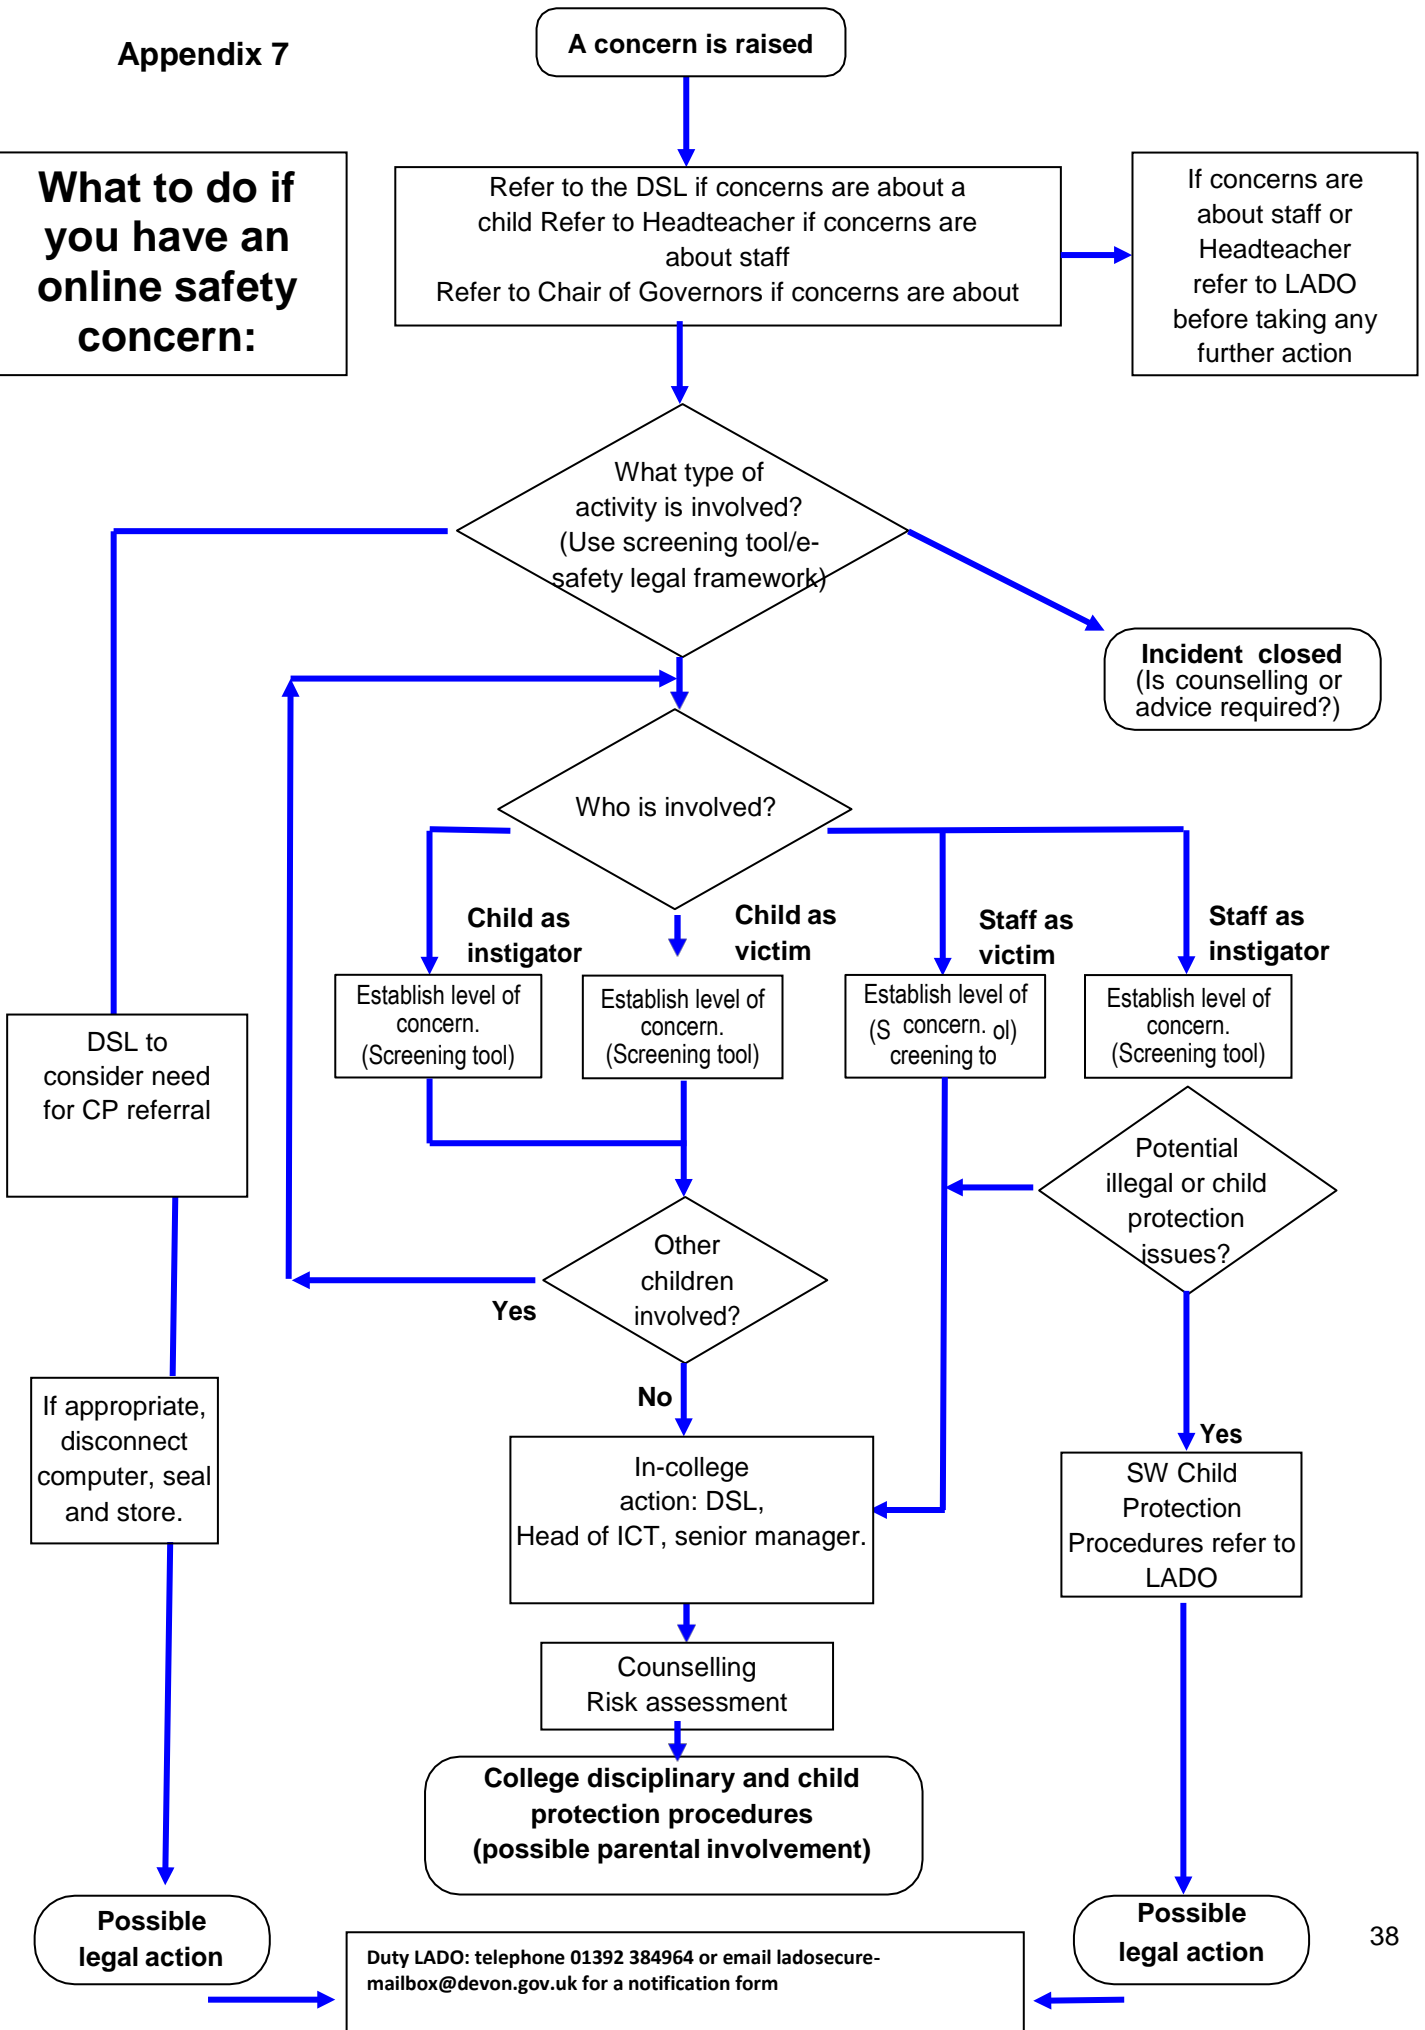 Appendix 7
A concern is raised
What to do if
you have an
online safety
concern:
Refer to the DSL if concerns are about a
child Refer to Headteacher if concerns are
about staff
Refer to Chair of Governors if concerns are about
If concerns are
about staff or
Headteacher
refer to LADO
before taking any
further action
What type of
activity is involved?
(Use screening tool/e-
safety legal framework)
Incident closed
(Is counselling or
advice required?)
Who is involved?
Child as
instigator
Child as
victim
Staff as
victim
Staff as
instigator
Establish level of
concern.
(Screening tool)
Establish level of
concern.
(Screening tool)
Establish level of
(S concern. ol)
creening to
Establish level of
concern.
(Screening tool)
DSL to
consider need
for CP referral
Potential
illegal or child
protection
issues?
Other
children
involved?
Yes
No
Yes
If appropriate,
disconnect
computer, seal
and store.
In-college
action: DSL,
Head of ICT, senior manager.
SW Child
Protection
Procedures refer to
LADO
Counselling
Risk assessment
College disciplinary and child
protection procedures
(possible parental involvement)
Possible
legal action
Possible
legal action
Duty LADO: telephone 01392 384964 or email ladosecure-
mailbox@devon.gov.uk for a notification form
38